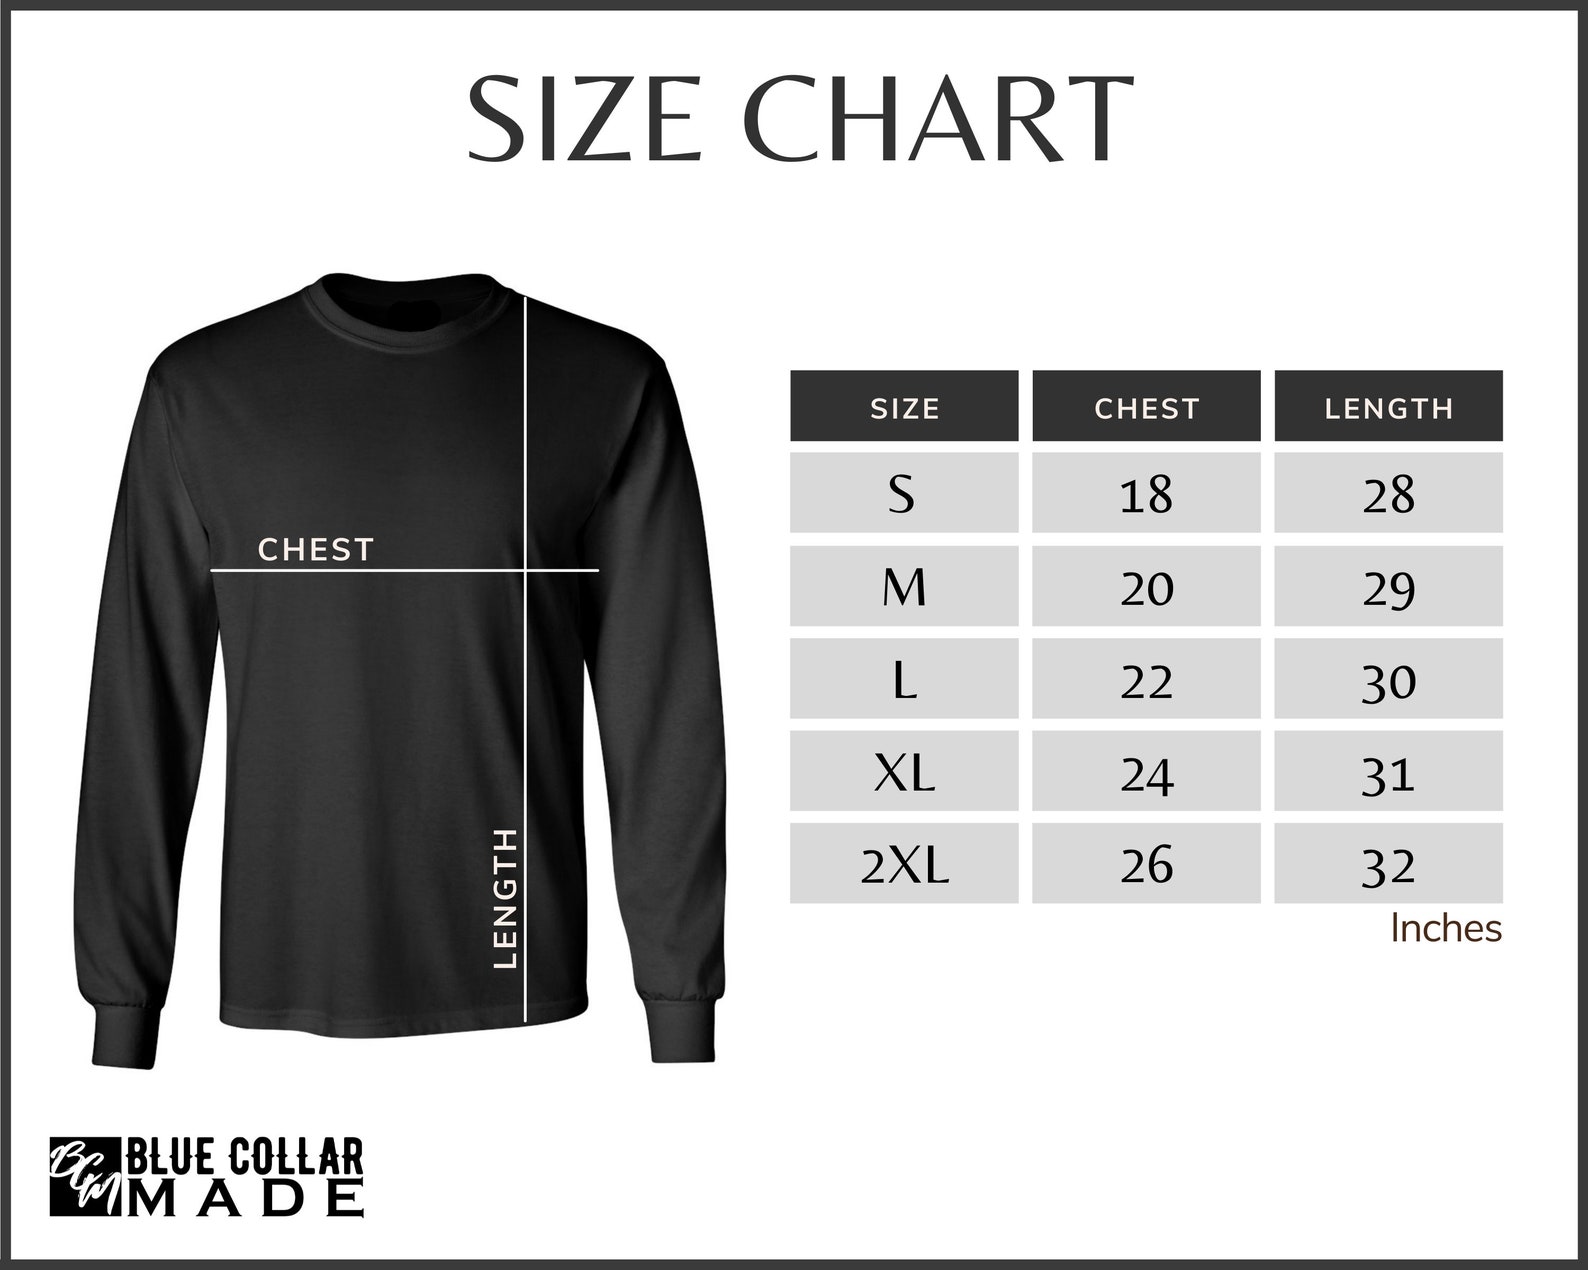 SIZE CHART
CHEST
LENGTH
SIZE CHEST LENGTH
S 18 28
M 20 29
L 22 30
XL 24 31
2XL 26 32
Inches
BCM
BLUE COLLAR
MADE